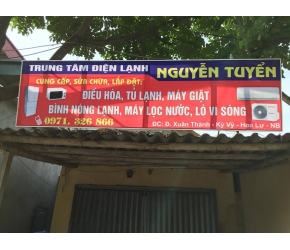 TRUNG TÂM ĐIỆN LẠNH NGUYỄN TUYỂN
CUNG CẤP, SỬA CHỮA, LẮP ĐẶT:
ĐIỀU HÒA, TỦ LẠNH, MÁY GIẶT
BÌNH NÓNG LẠNH, MÁY LỌC NƯỚC, LÒ VI SÓNG
0971. 326 866 ĐC: Đ. Xuân Thành - Kỳ Vỹ - Hoa Lư - NB